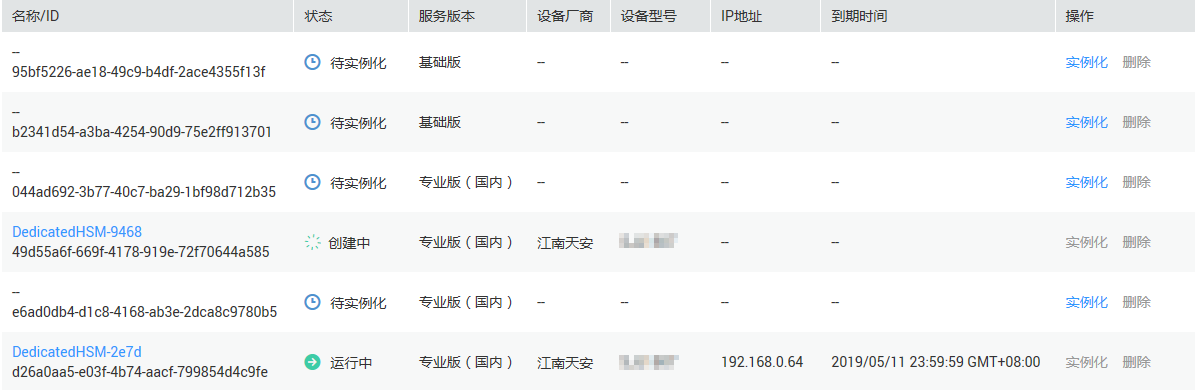 名称/ID 状态 服务版本 设备厂商 设备型号 IP地址 到期时间 操作
--
95bf5226-ae18-49c9-b4df-2ace4355f13f 待实例化 基础版 -- -- -- -- 实例化 删除
--
b2341d54-a3ba-4254-90d9-75e2ff913701 待实例化 基础版 -- -- -- -- 实例化 删除
--
044ad692-3b77-40c7-ba29-1bf98d712b35 待实例化 专业版（国内） -- -- -- -- 实例化 删除
DedicatedHSM-9468
49d55a6f-669f-4178-919e-72f70644a585 创建中 专业版（国内） 江南天安 -- -- 实例化 删除
--
e6ad0db4-d1c8-4168-ab3e-2dca8c9780b5 待实例化 专业版（国内） -- -- -- -- 实例化 删除
DedicatedHSM-2e7d
d26a0aa5-e03f-4b74-aacf-799854d4c9fe 运行中 专业版（国内） 江南天安 192.168.0.64 2019/05/11 23:59:59 GMT+08:00 实例化 删除